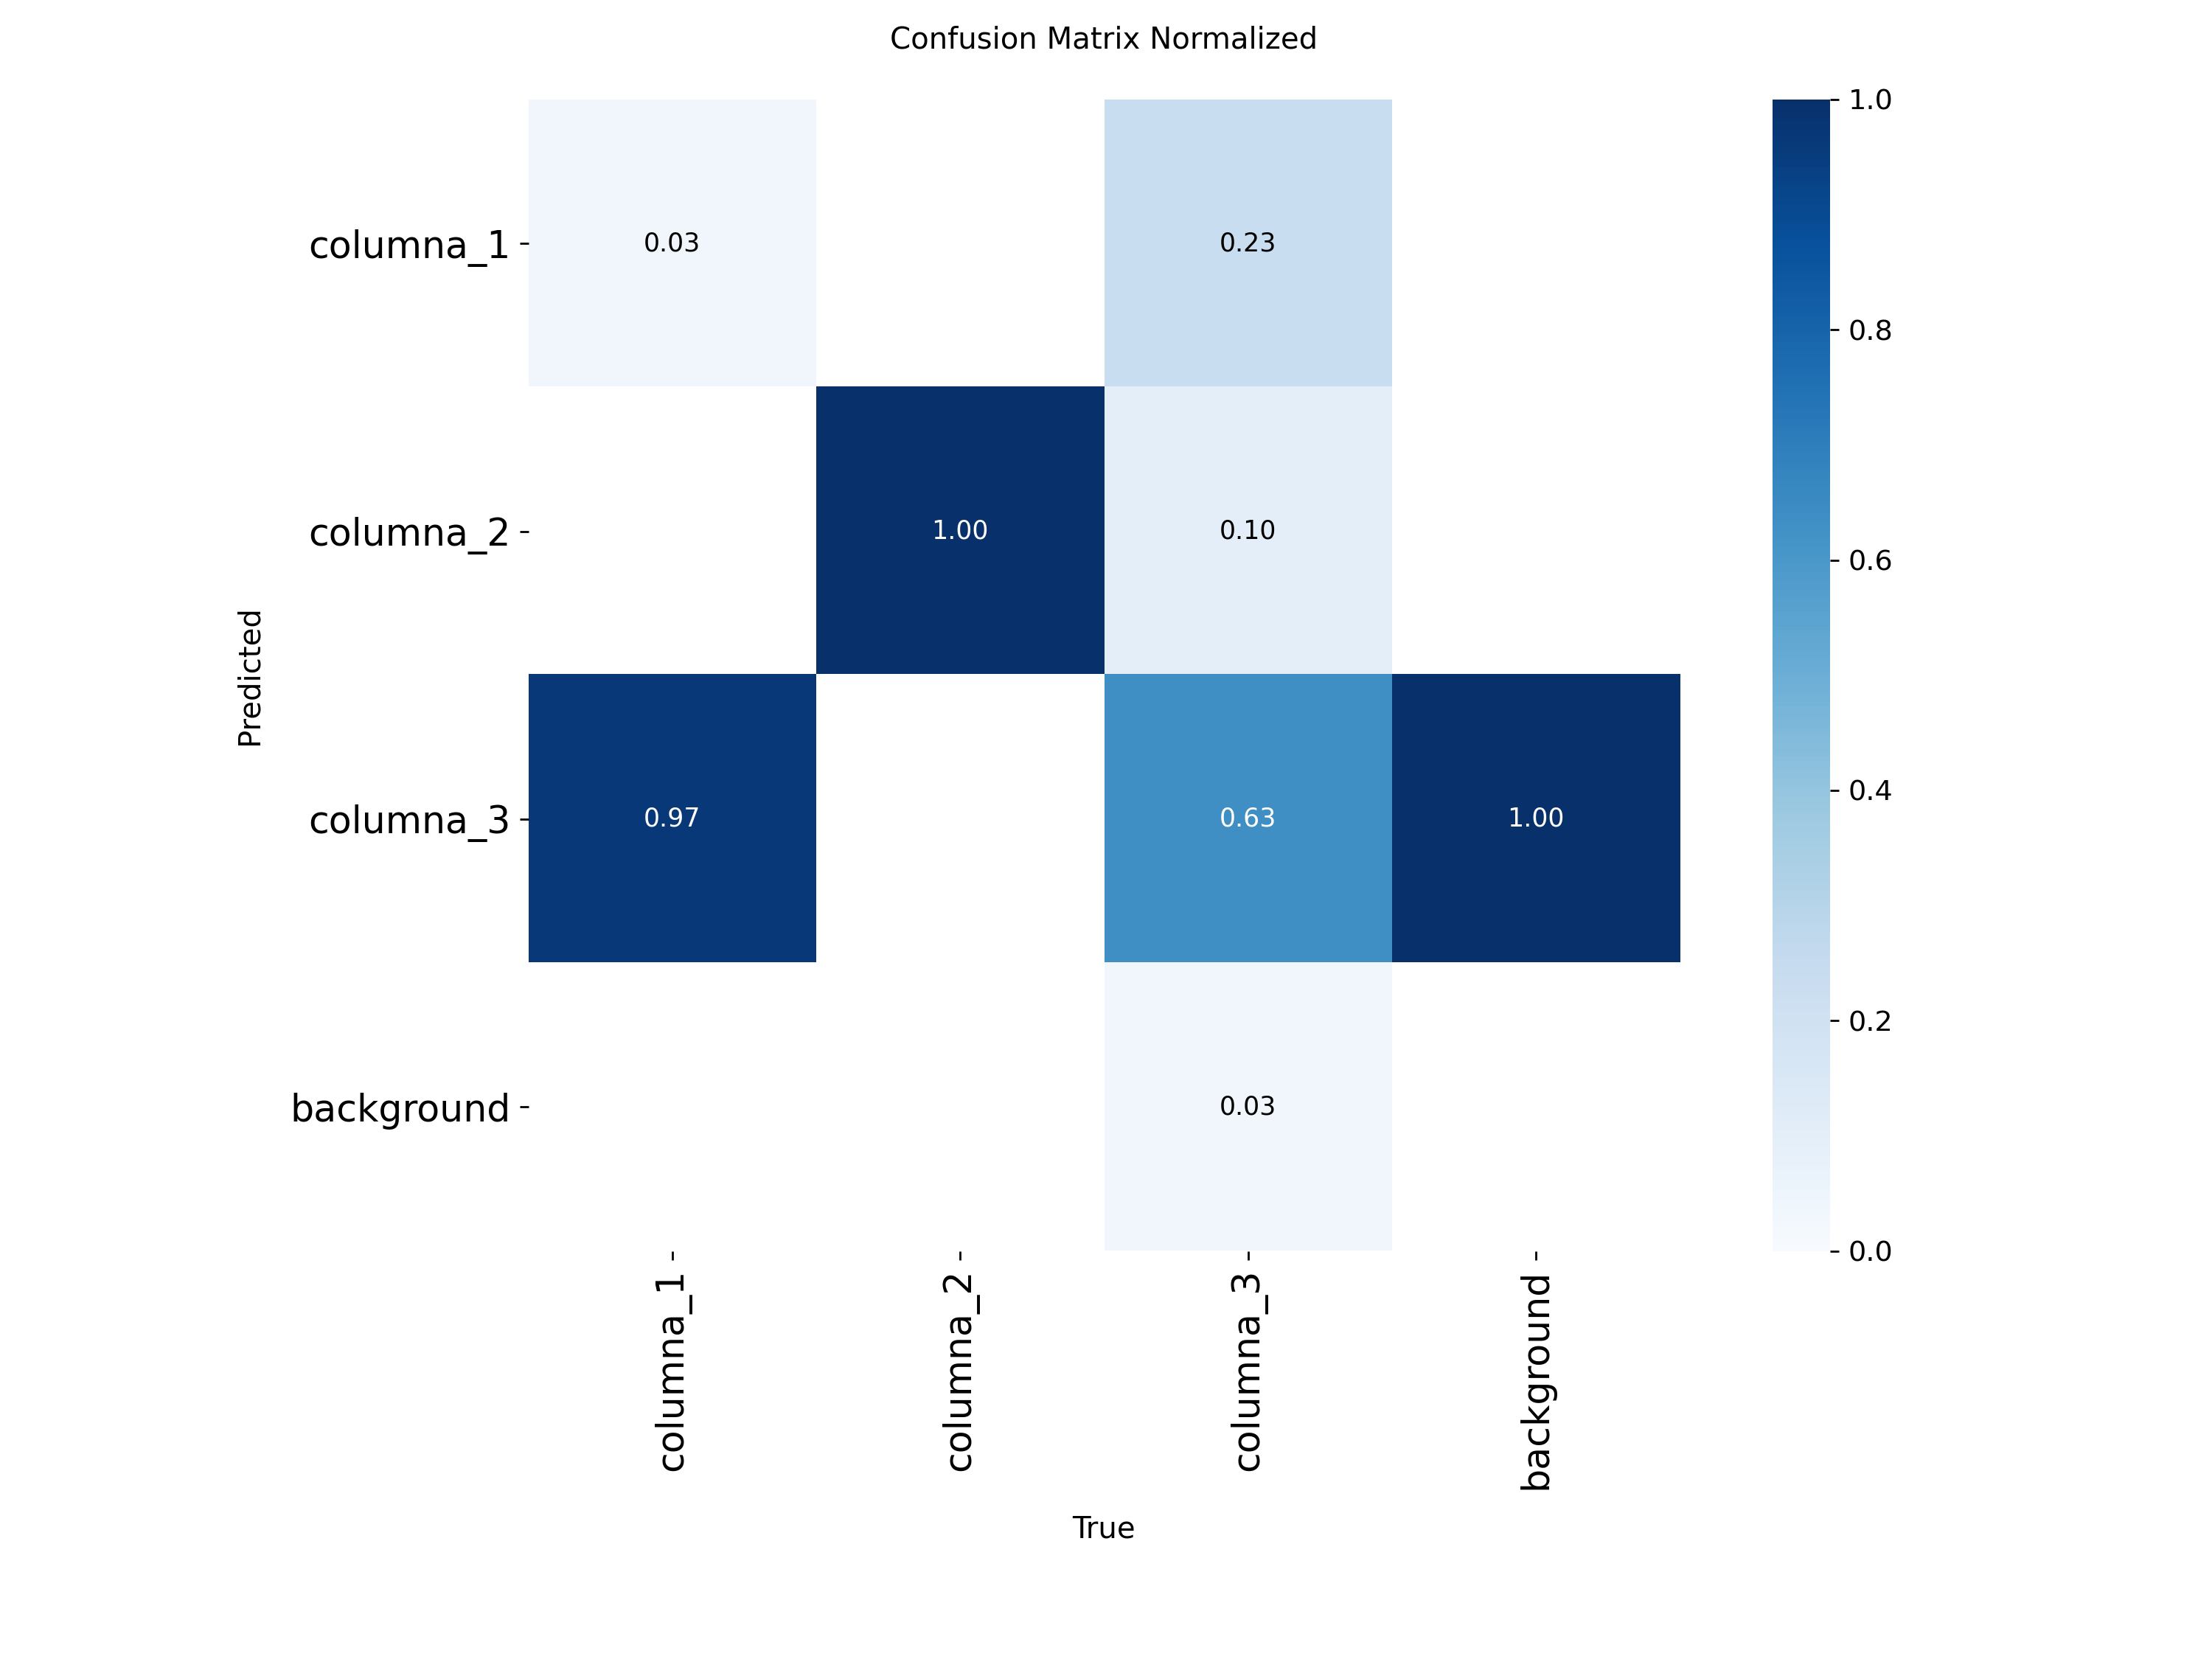 Confusion Matrix Normalized
1.0
columna_1
0.03
0.23
0.8
columna_2
1.00
0.10
0.6
Predicted
columna_3
0.97
0.63
1.00
0.4
0.2
background
0.03
0.0
columna_1
columna_2
columna_3
background
True